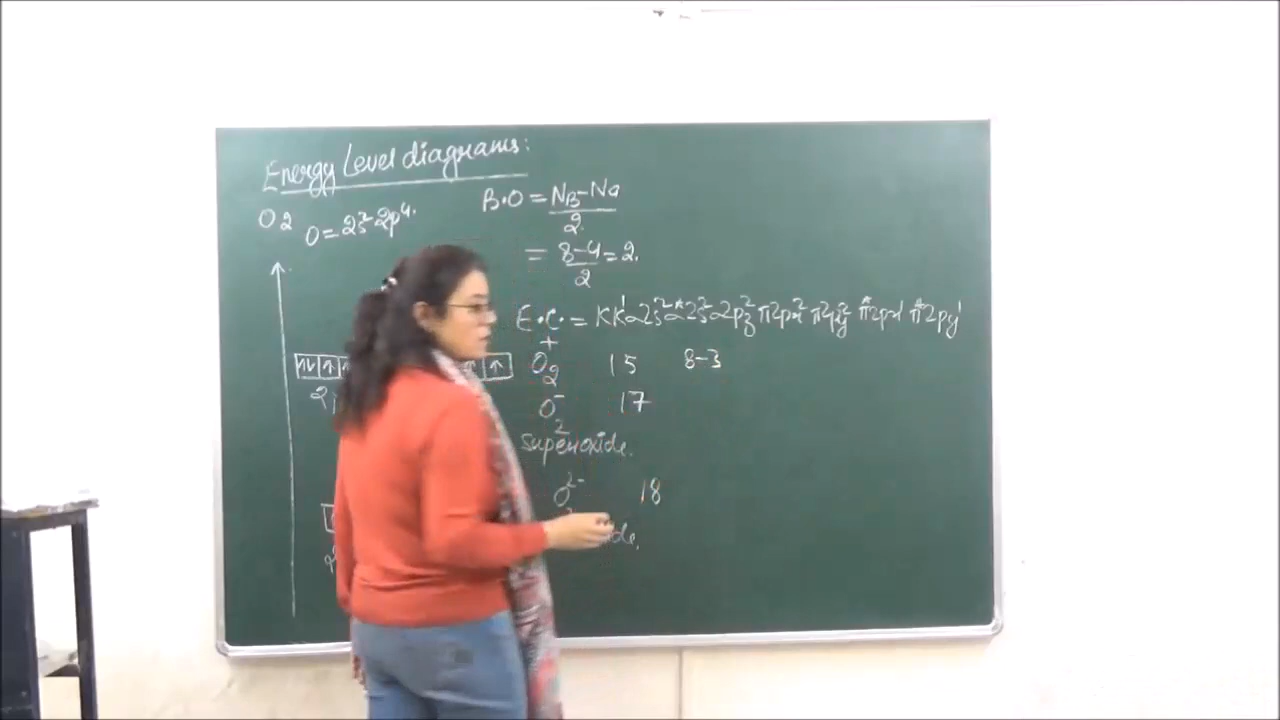 Energy Level diagrams:
O2 O = 2s² 2p⁴.
B.O = NB-Na
2
= 8-4 = 2.
2
E.C. = KK' σ2s² σ*2s² σ2pz² π2px² π2py² π*2px¹ π*2py¹
O2+ 15 8-3
O2- 17
Superoxide.
O2²- 18